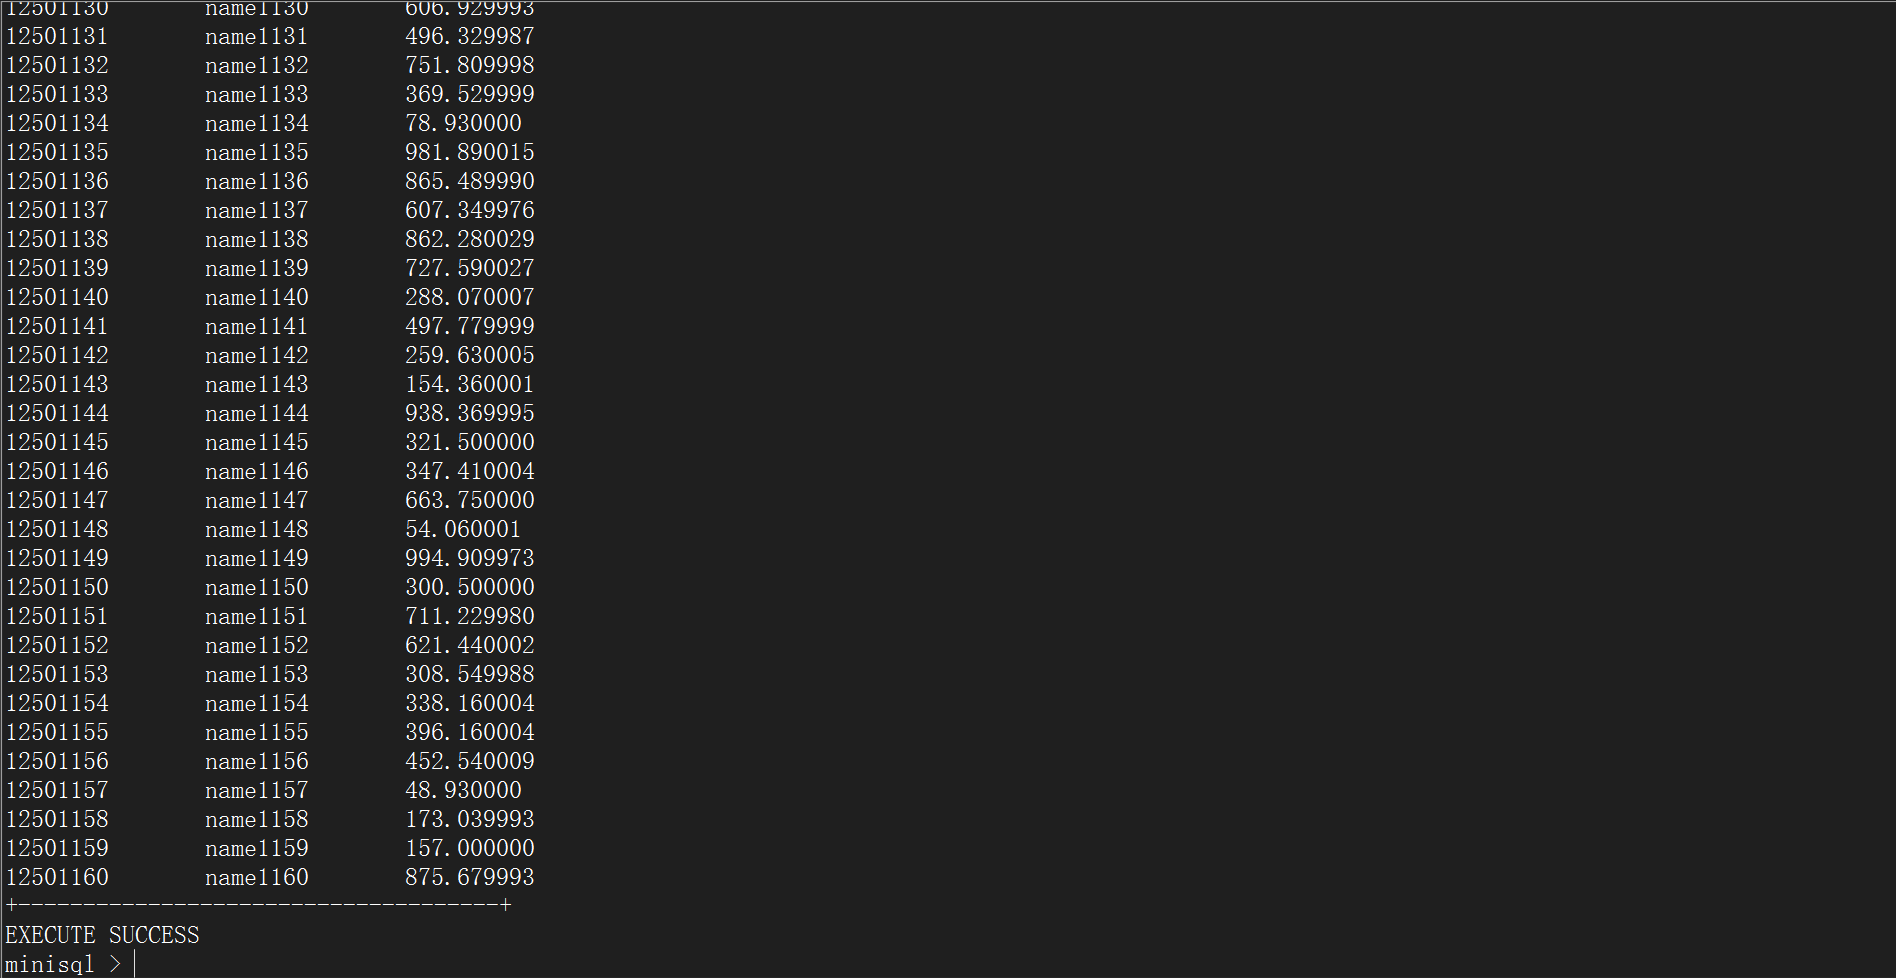 12501130 name1130 606.929993
12501131 name1131 496.329987
12501132 name1132 751.809998
12501133 name1133 369.529999
12501134 name1134 78.930000
12501135 name1135 981.890015
12501136 name1136 865.489990
12501137 name1137 607.349976
12501138 name1138 862.280029
12501139 name1139 727.590027
12501140 name1140 288.070007
12501141 name1141 497.779999
12501142 name1142 259.630005
12501143 name1143 154.360001
12501144 name1144 938.369995
12501145 name1145 321.500000
12501146 name1146 347.410004
12501147 name1147 663.750000
12501148 name1148 54.060001
12501149 name1149 994.909973
12501150 name1150 300.500000
12501151 name1151 711.229980
12501152 name1152 621.440002
12501153 name1153 308.549988
12501154 name1154 338.160004
12501155 name1155 396.160004
12501156 name1156 452.540009
12501157 name1157 48.930000
12501158 name1158 173.039993
12501159 name1159 157.000000
12501160 name1160 875.679993
+-------------------------------------+
EXECUTE SUCCESS
minisql >